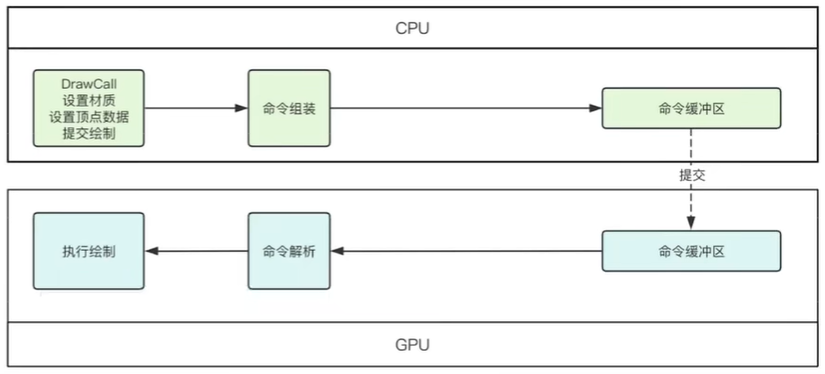 CPU
DrawCall
设置材质
设置顶点数据
提交绘制
命令组装
命令缓冲区
提交
执行绘制
命令解析
命令缓冲区
GPU